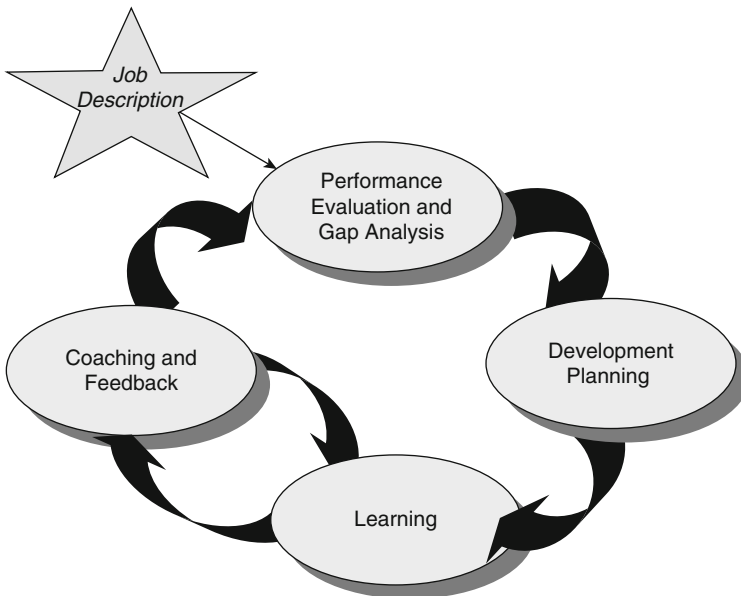 Job
Description
Performance
Evaluation and
Gap Analysis
Coaching and
Feedback
Development
Planning
Learning